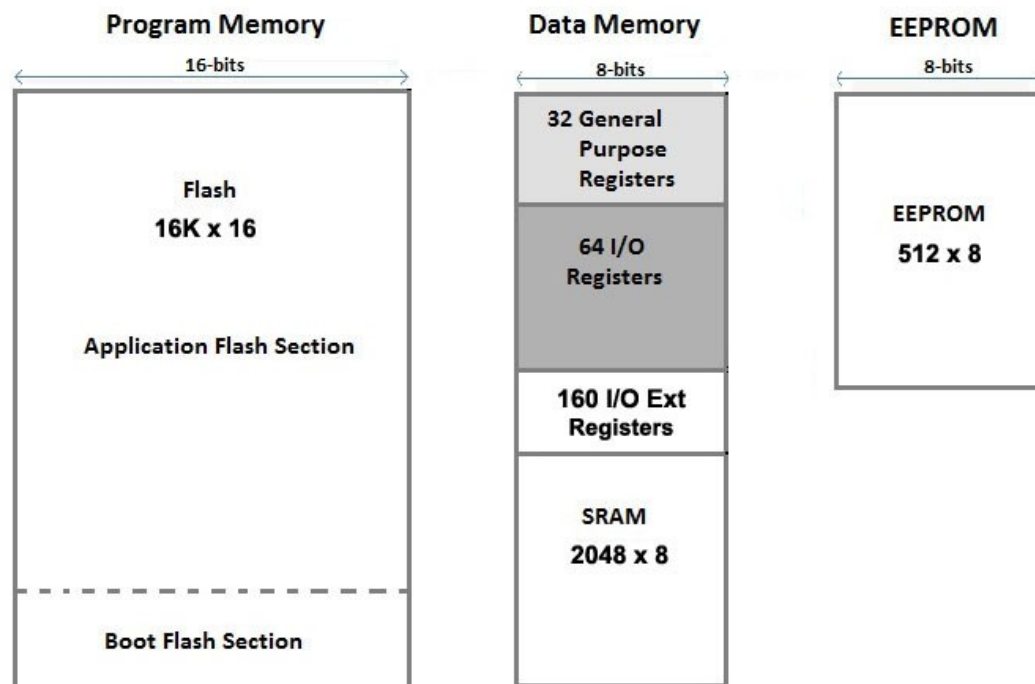 Program Memory
16-bits
Flash
16K x 16
Application Flash Section
Boot Flash Section
Data Memory
8-bits
32 General
Purpose
Registers
64 I/O
Registers
160 I/O Ext
Registers
SRAM
2048 x 8
EEPROM
8-bits
EEPROM
512 x 8